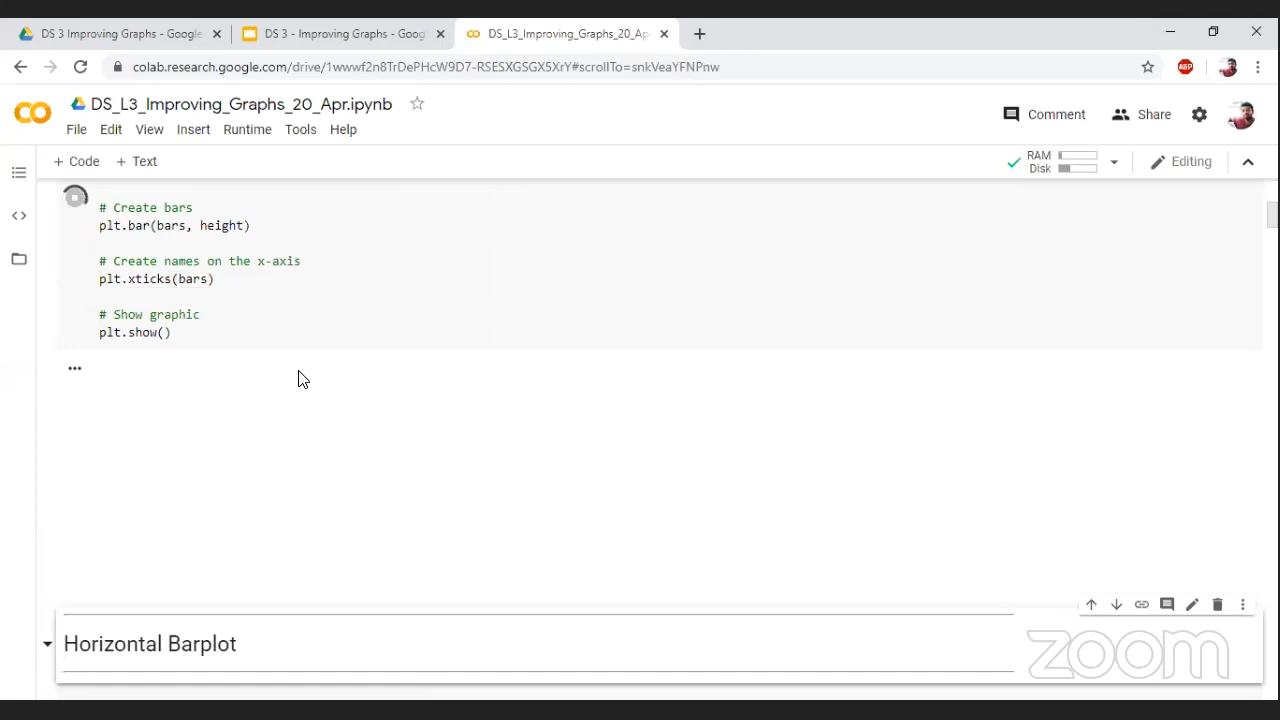 DS 3 Improving Graphs - Google
DS 3 - Improving Graphs - Goog
DS_L3_Improving_Graphs_20_Ap
colab.research.google.com/drive/1wwwf2n8TrDePHcW9D7-RSESXGSGX5XrY#scrollTo=snkVeaYFNPnw
ABP
CO
DS_L3_Improving_Graphs_20_Apr.ipynb
Comment
Share
File Edit View Insert Runtime Tools Help
+ Code + Text
RAM
Disk
Editing
# Create bars
plt.bar(bars, height)
# Create names on the x-axis
plt.xticks(bars)
# Show graphic
plt.show()
Horizontal Barplot
zoom